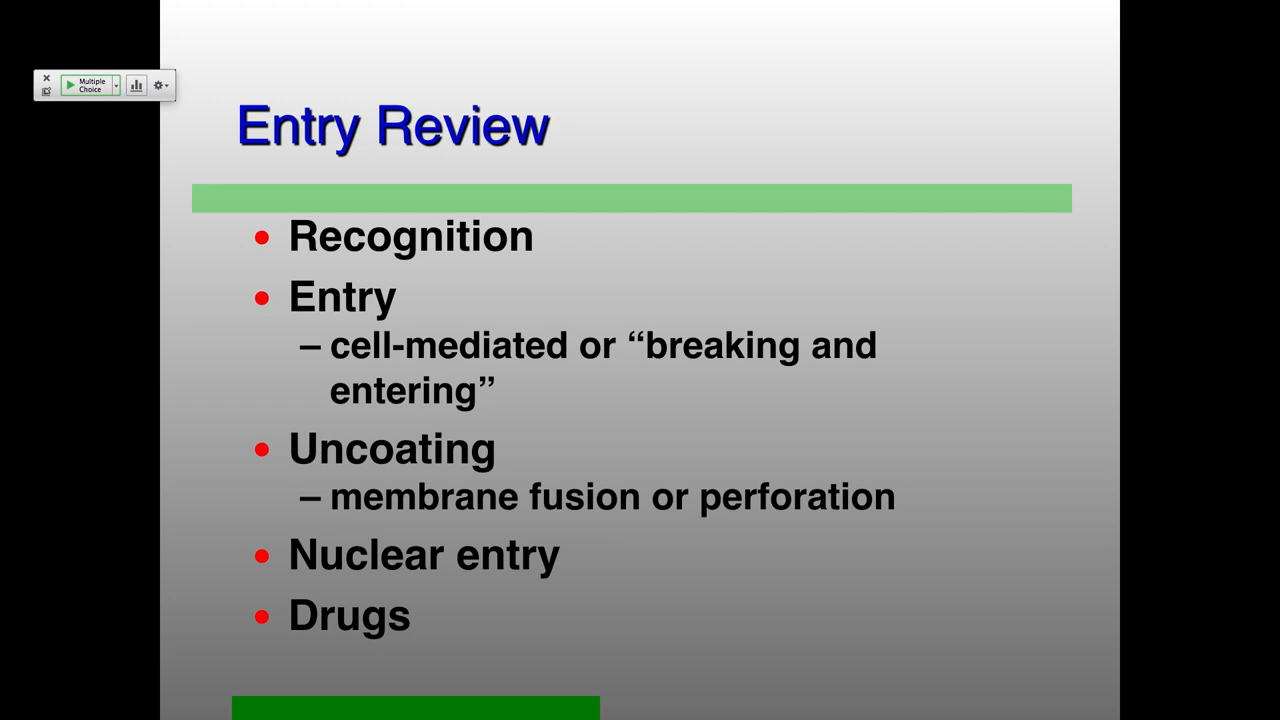 Multiple
Choice
Entry Review
• Recognition
• Entry
– cell-mediated or “breaking and
entering”
• Uncoating
– membrane fusion or perforation
• Nuclear entry
• Drugs